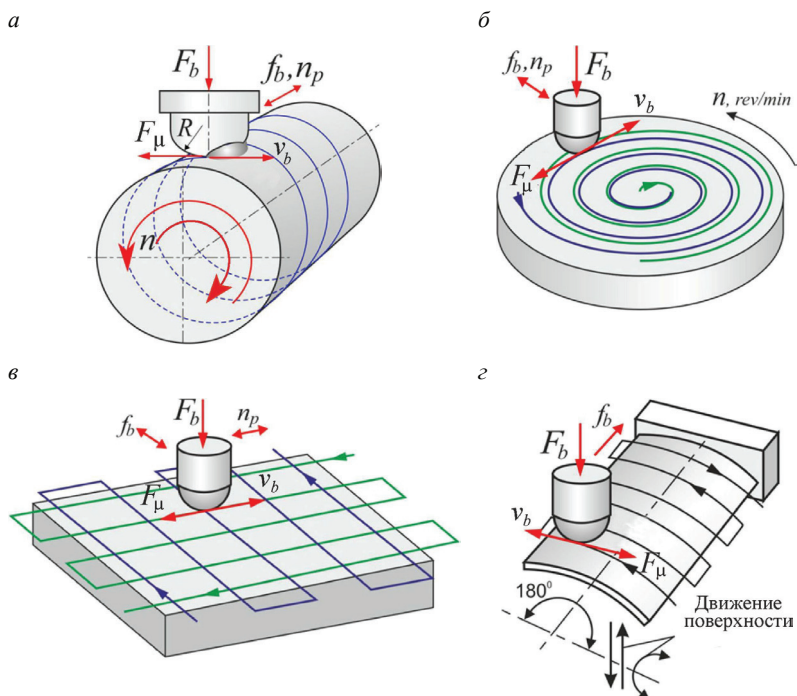 а
F_b
f_b, n_p
F_μ
R
v_b
n
б
f_b, n_p
F_b
v_b
n, rev/min
F_μ
в
f_b
F_b
n_p
F_μ
v_b
г
F_b
f_b
v_b
F_μ
180⁰
Движение
поверхности